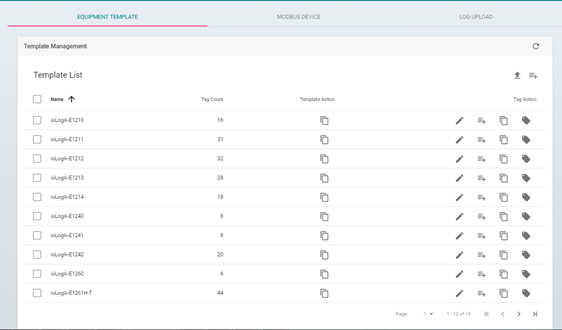 EQUIPMENT TEMPLATE MODBUS DEVICE LOG UPLOAD
Template Management
Template List
Name Tag Count Template Action Tag Action
ioLogik-E1210 16
ioLogik-E1211 31
ioLogik-E1212 32
ioLogik-E1213 28
ioLogik-E1214 18
ioLogik-E1240 8
ioLogik-E1241 8
ioLogik-E1242 20
ioLogik-E1260 6
ioLogik-E1261H-T 44
Page: 1 1 - 10 of 19